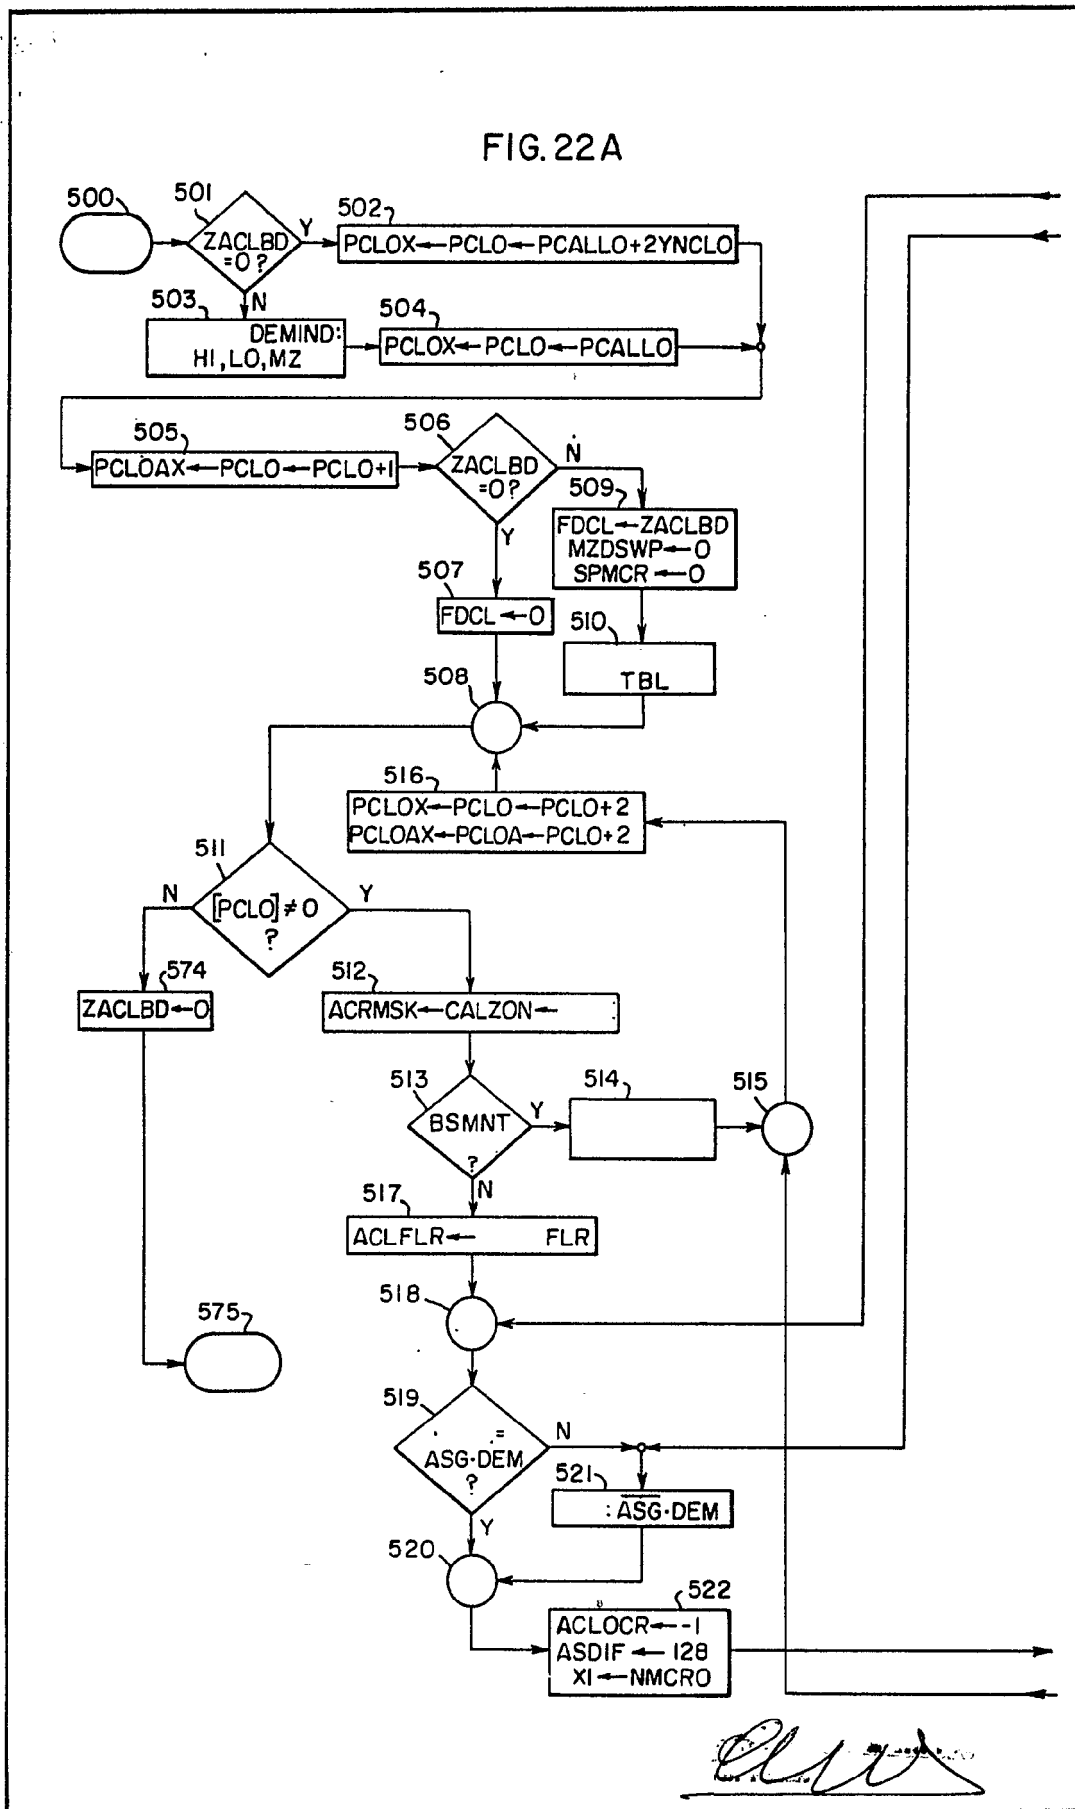 FIG. 22A
500
501
ZACLBD
=0?
Y
N
502
PCLOX←PCLO←PCALLO+2YNCLO
503
DEMIND:
HI,LO,MZ
504
PCLOX←PCLO←PCALLO
505
PCLOAX←PCLO←PCLO+1
506
ZACLBD
=0?
N
Y
509
FDCL←ZACLBD
MZDSWP←0
SPMCR←0
507
FDCL←0
510
TBL
508
516
PCLOX←PCLO←PCLO+2
PCLOAX←PCLOA←PCLO+2
511
N
Y
[PCLO]≠0
?
574
ZACLBD←0
512
ACRMSK←CALZON←
513
BSMNT
?
Y
N
514
515
517
ACLFLR← FLR
518
575
519
=
ASG·DEM
?
N
Y
521
: A̅S̅G̅·DEM
520
522
ACLOCR←-1
ASDIF←128
X1←NMCRO